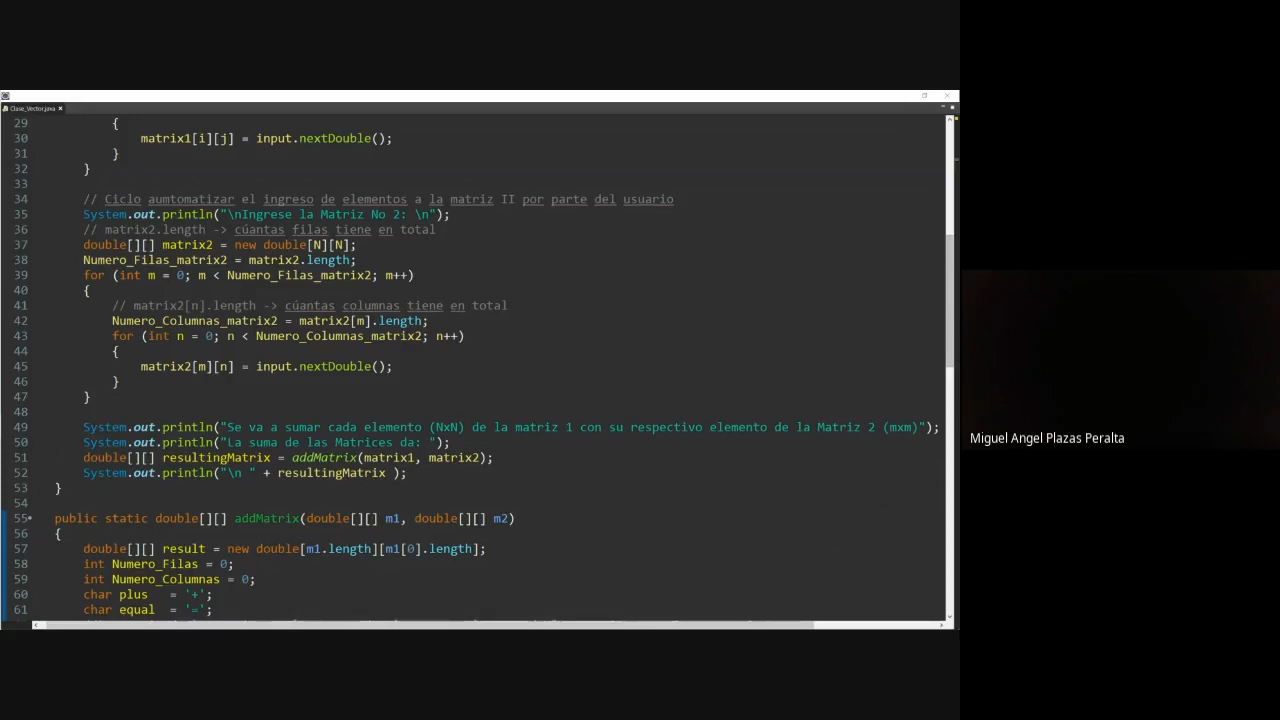 Clase_Vector.java
29 {
30 matrix1[i][j] = input.nextDouble();
31 }
32 }
33
34 // Ciclo aumtomatizar el ingreso de elementos a la matriz II por parte del usuario
35 System.out.println("\nIngrese la Matriz No 2: \n");
36 // matrix2.length -> cúantas filas tiene en total
37 double[][] matrix2 = new double[N][N];
38 Numero_Filas_matrix2 = matrix2.length;
39 for (int m = 0; m < Numero_Filas_matrix2; m++)
40 {
41 // matrix2[n].length -> cúantas columnas tiene en total
42 Numero_Columnas_matrix2 = matrix2[m].length;
43 for (int n = 0; n < Numero_Columnas_matrix2; n++)
44 {
45 matrix2[m][n] = input.nextDouble();
46 }
47 }
48
49 System.out.println("Se va a sumar cada elemento (NxN) de la matriz 1 con su respectivo elemento de la Matriz 2 (mxm)");
50 System.out.println("La suma de las Matrices da: ");
51 double[][] resultingMatrix = addMatrix(matrix1, matrix2);
52 System.out.println("\n " + resultingMatrix );
53 }
54
55 public static double[][] addMatrix(double[][] m1, double[][] m2)
56 {
57 double[][] result = new double[m1.length][m1[0].length];
58 int Numero_Filas = 0;
59 int Numero_Columnas = 0;
60 char plus = '+';
61 char equal = '=';
Miguel Angel Plazas Peralta